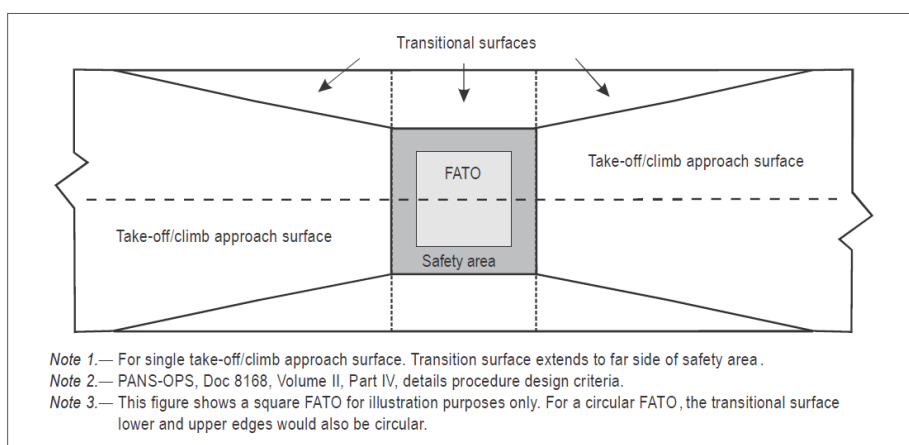 Transitional surfaces
FATO
Take-off/climb approach surface
Take-off/climb approach surface
Safety area
Note 1.— For single take-off/climb approach surface. Transition surface extends to far side of safety area.
Note 2.— PANS-OPS, Doc 8168, Volume II, Part IV, details procedure design criteria.
Note 3.— This figure shows a square FATO for illustration purposes only. For a circular FATO, the transitional surface
lower and upper edges would also be circular.